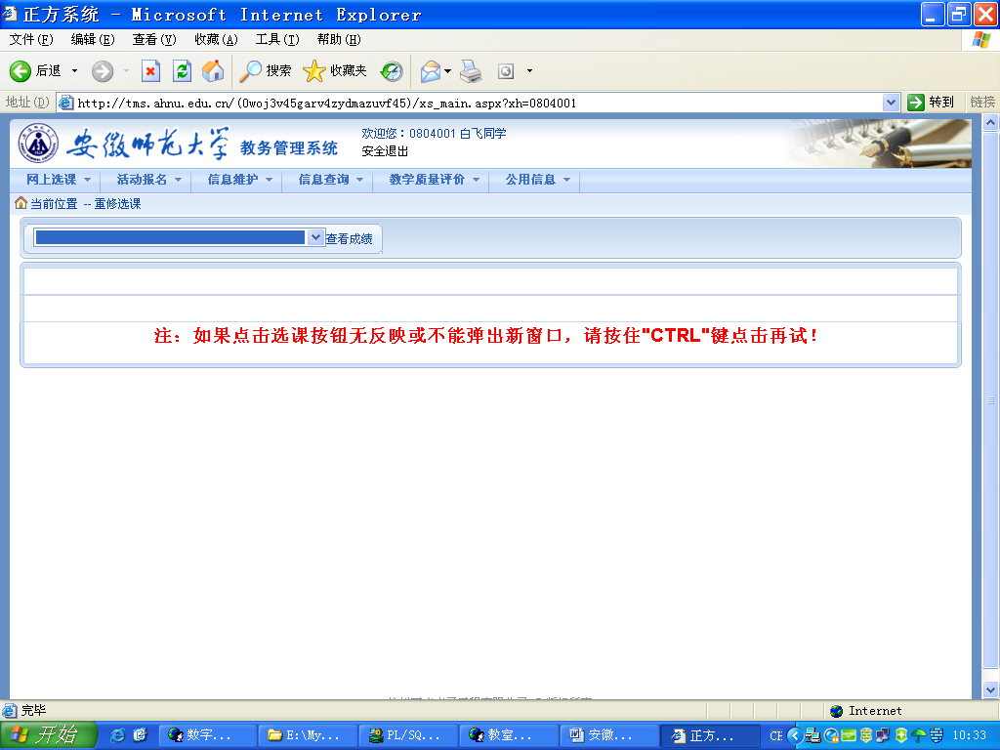 正方系统 - Microsoft Internet Explorer
文件(F) 编辑(E) 查看(V) 收藏(A) 工具(T) 帮助(H)
后退 搜索 收藏夹
地址(D) http://tms.ahnu.edu.cn/(0woj3v45garv4zydmazuvf45)/xs_main.aspx?xh=0804001 转到 链接
安徽师范大学 教务管理系统
欢迎您：0804001 白飞同学
安全退出
网上选课 活动报名 信息维护 信息查询 教学质量评价 公用信息
当前位置 -- 重修选课
查看成绩
注：如果点击选课按钮无反映或不能弹出新窗口，请按住"CTRL"键点击再试！
完毕 Internet
开始 数字... E:\My... PL/SQ... 教室... 安徽... 正方... CH 10:33